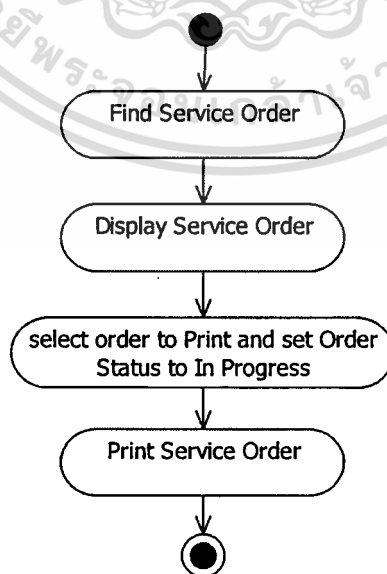 Find Service Order
Display Service Order
select order to Print and set Order
Status to In Progress
Print Service Order